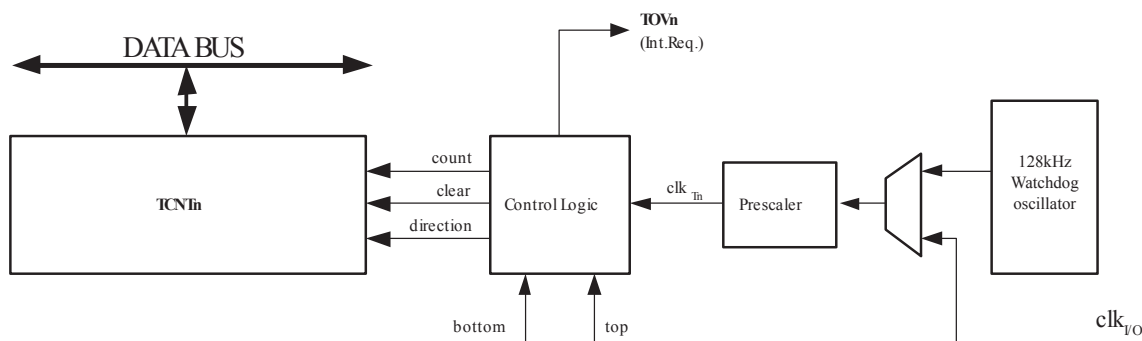 TOVn
(Int.Req.)
DATA BUS
count
clear
direction
TCNTn
Control Logic
clk Tn
Prescaler
128kHz
Watchdog
oscillator
bottom
top
clk I/O